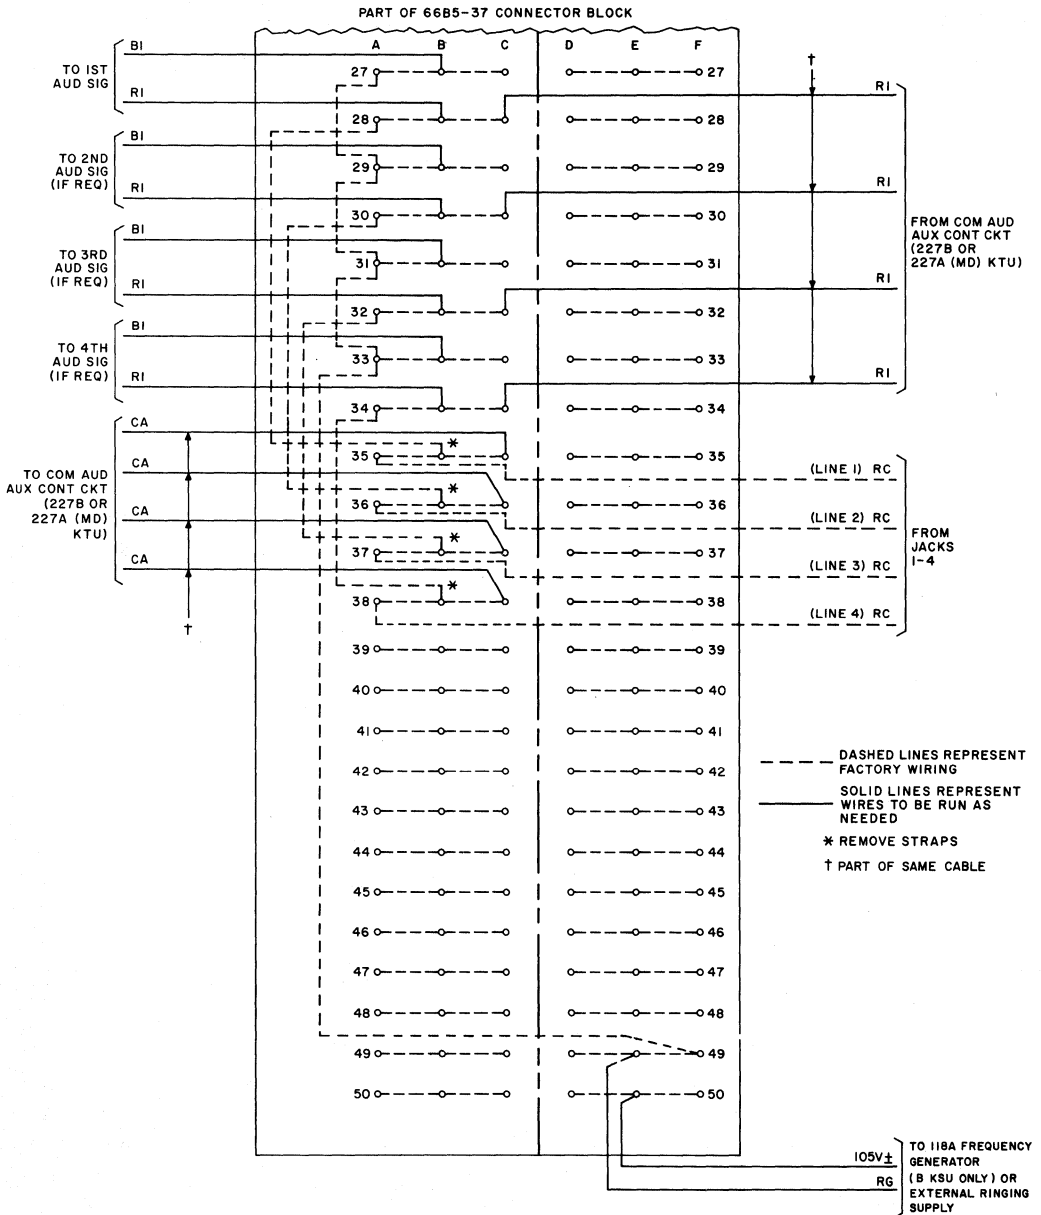 PART OF 66B5-37 CONNECTOR BLOCK
A B C D E F
BI
TO 1ST
AUD SIG
RI
BI
TO 2ND
AUD SIG
(IF REQ)
RI
BI
TO 3RD
AUD SIG
(IF REQ)
RI
BI
TO 4TH
AUD SIG
(IF REQ)
RI
CA
CA
TO COM AUD
AUX CONT CKT
(227B OR
227A (MD)
KTU)
CA
CA
†
27 27
28 28
29 29
30 30
31 31
32 32
33 33
34 34
* 
35 35
*
36 36
*
37 37
*
38 38
39 39
40 40
41 41
42 42
43 43
44 44
45 45
46 46
47 47
48 48
49 49
50 50
†
RI
RI
FROM COM AUD
AUX CONT CKT
(227B OR
227A (MD) KTU)
RI
RI
(LINE 1) RC
(LINE 2) RC
FROM
JACKS
1-4
(LINE 3) RC
(LINE 4) RC
DASHED LINES REPRESENT
FACTORY WIRING
SOLID LINES REPRESENT
WIRES TO BE RUN AS
NEEDED
* REMOVE STRAPS
† PART OF SAME CABLE
105V±
RG
TO 118A FREQUENCY
GENERATOR
(B KSU ONLY) OR
EXTERNAL RINGING
SUPPLY